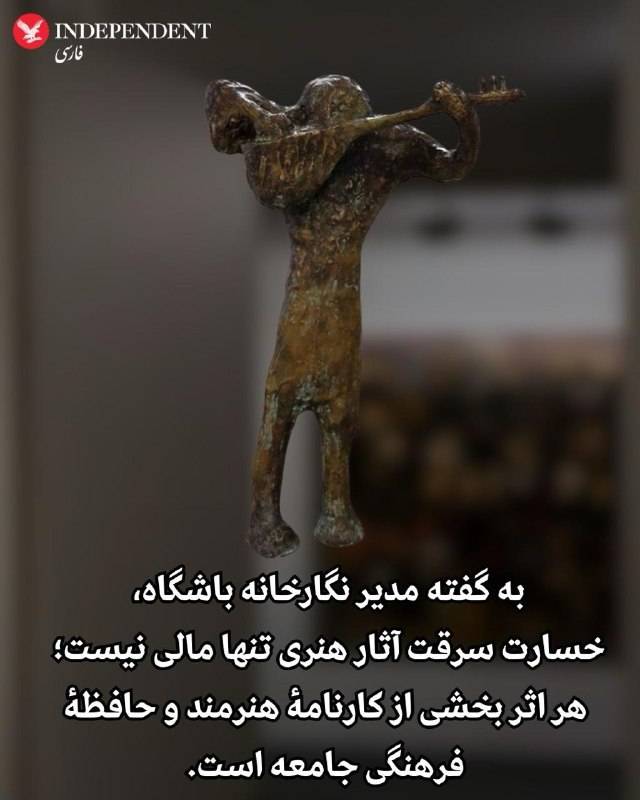 INDEPENDENT
فارسی
به گفته مدیر نگارخانه باشگاه،
خسارت سرقت آثار هنری تنها مالی نیست؛
هر اثر بخشی از کارنامهٔ هنرمند و حافظهٔ
فرهنگی جامعه است.